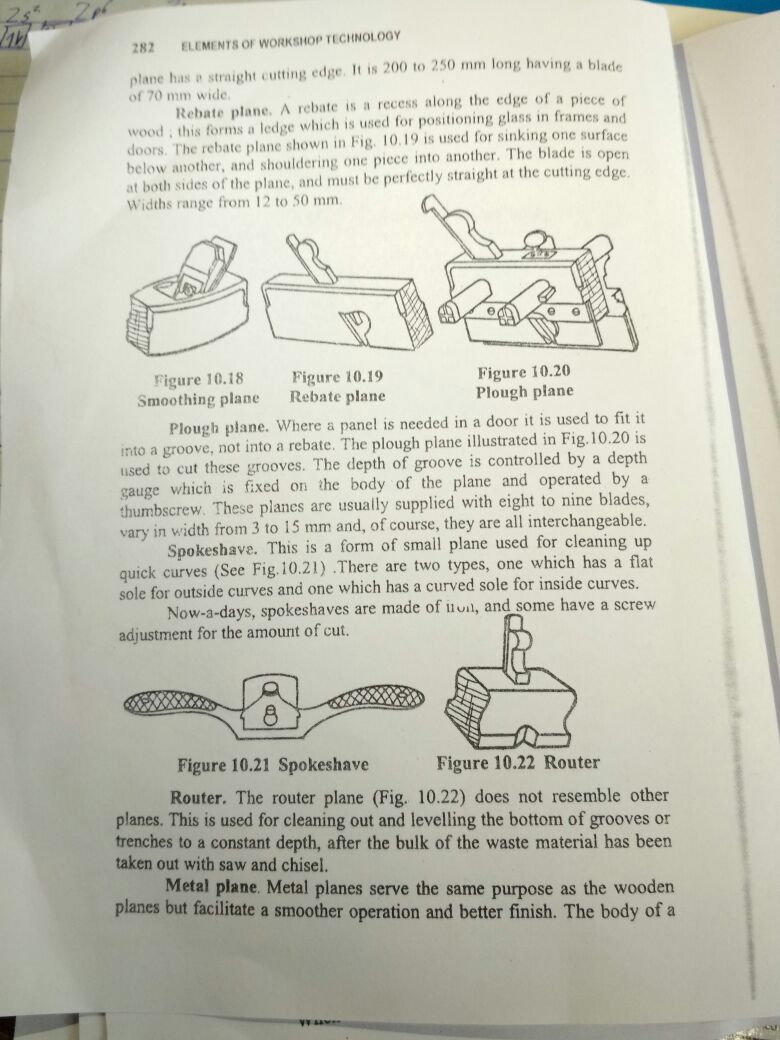 2s² 2p⁶
282 ELEMENTS OF WORKSHOP TECHNOLOGY
plane has a straight cutting edge. It is 200 to 250 mm long having a blade
of 70 mm wide.
Rebate plane. A rebate is a recess along the edge of a piece of
wood ; this forms a ledge which is used for positioning glass in frames and
doors. The rebate plane shown in Fig. 10.19 is used for sinking one surface
below another, and shouldering one piece into another. The blade is open
at both sides of the plane, and must be perfectly straight at the cutting edge.
Widths range from 12 to 50 mm.
Figure 10.18
Smoothing plane
Figure 10.19
Rebate plane
Figure 10.20
Plough plane
Plough plane. Where a panel is needed in a door it is used to fit it
into a groove, not into a rebate. The plough plane illustrated in Fig.10.20 is
used to cut these grooves. The depth of groove is controlled by a depth
gauge which is fixed on the body of the plane and operated by a
thumbscrew. These planes are usually supplied with eight to nine blades,
vary in width from 3 to 15 mm and, of course, they are all interchangeable.
Spokeshave. This is a form of small plane used for cleaning up
quick curves (See Fig.10.21) .There are two types, one which has a flat
sole for outside curves and one which has a curved sole for inside curves.
Now-a-days, spokeshaves are made of iron, and some have a screw
adjustment for the amount of cut.
Figure 10.21 Spokeshave
Figure 10.22 Router
Router. The router plane (Fig. 10.22) does not resemble other
planes. This is used for cleaning out and levelling the bottom of grooves or
trenches to a constant depth, after the bulk of the waste material has been
taken out with saw and chisel.
Metal plane. Metal planes serve the same purpose as the wooden
planes but facilitate a smoother operation and better finish. The body of a